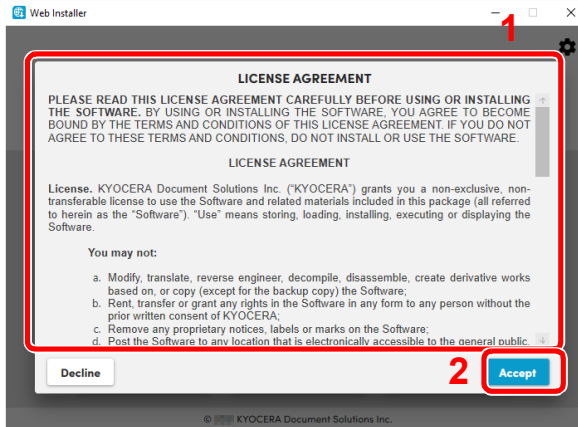 Web Installer
1
LICENSE AGREEMENT
PLEASE READ THIS LICENSE AGREEMENT CAREFULLY BEFORE USING OR INSTALLING
THE SOFTWARE. BY USING OR INSTALLING THE SOFTWARE, YOU AGREE TO BECOME
BOUND BY THE TERMS AND CONDITIONS OF THIS LICENSE AGREEMENT. IF YOU DO NOT
AGREE TO THESE TERMS AND CONDITIONS, DO NOT INSTALL OR USE THE SOFTWARE.
LICENSE AGREEMENT
License. KYOCERA Document Solutions Inc. (“KYOCERA”) grants you a non-exclusive, non-
transferable license to use the Software and related materials included in this package (all referred
to herein as the “Software”). “Use” means storing, loading, installing, executing or displaying the
Software.
You may not:
a. Modify, translate, reverse engineer, decompile, disassemble, create derivative works
based on, or copy (except for the backup copy) the Software;
b. Rent, transfer or grant any rights in the Software in any form to any person without the
prior written consent of KYOCERA;
c. Remove any proprietary notices, labels or marks on the Software;
d. Post the Software to any location that is electronically accessible to the general public.
Decline
2
Accept
© KYOCERA Document Solutions Inc.